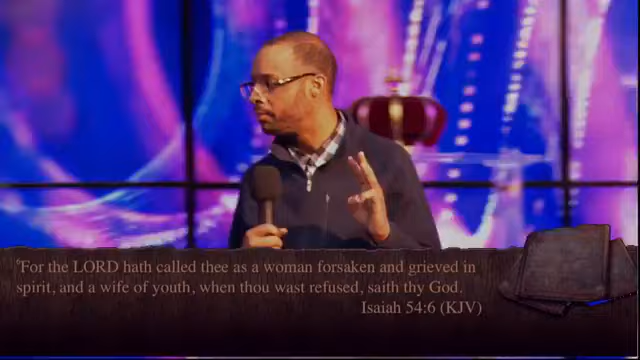 "For the LORD hath called thee as a woman forsaken and grieved in
spirit, and a wife of youth, when thou wast refused, saith thy God.
Isaiah 54:6 (KJV)